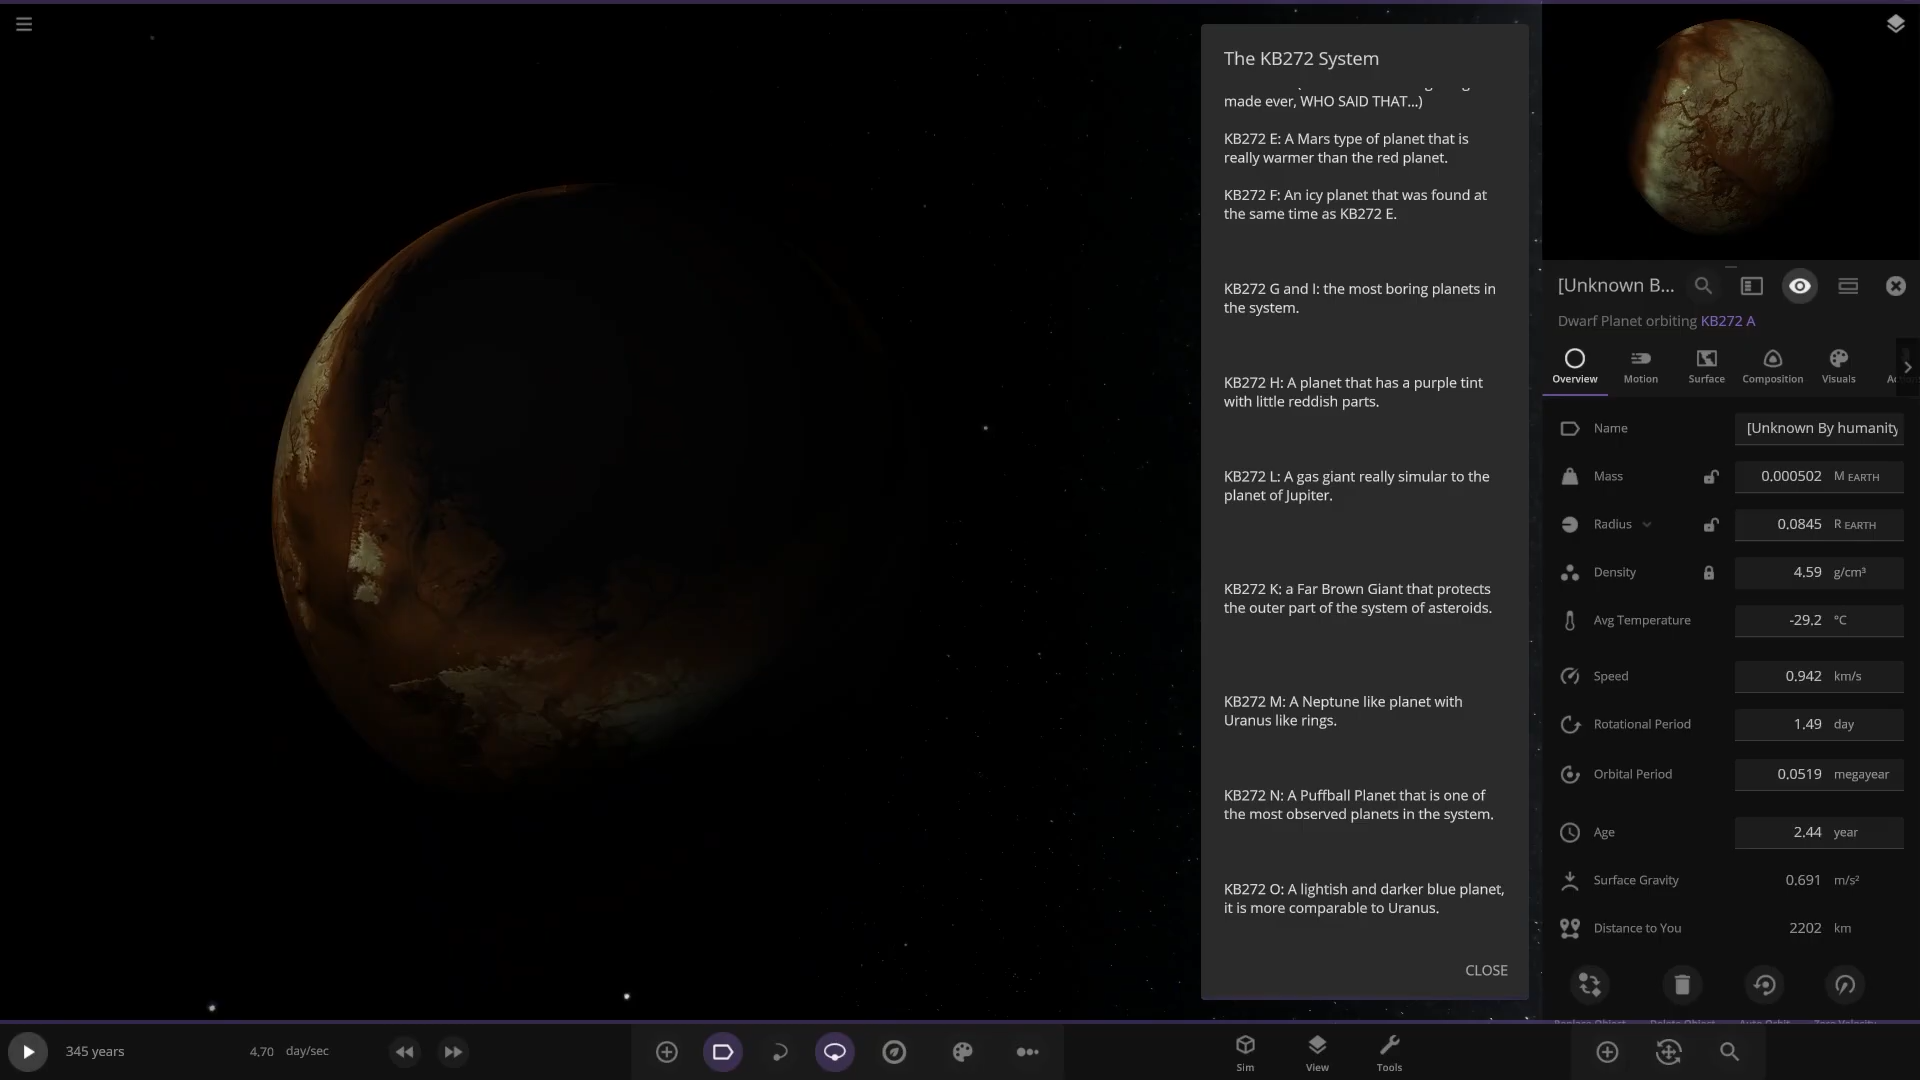 The KB272 System
made ever, WHO SAID THAT...)
KB272 E: A Mars type of planet that is
really warmer than the red planet.
KB272 F: An icy planet that was found at
the same time as KB272 E.
KB272 G and I: the most boring planets in
the system.
KB272 H: A planet that has a purple tint
with little reddish parts.
KB272 L: A gas giant really simular to the
planet of Jupiter.
KB272 K: a Far Brown Giant that protects
the outer part of the system of asteroids.
KB272 M: A Neptune like planet with
Uranus like rings.
KB272 N: A Puffball Planet that is one of
the most observed planets in the system.
KB272 O: A lightish and darker blue planet,
it is more comparable to Uranus.
CLOSE
[Unknown B...
Dwarf Planet orbiting KB272 A
Overview Motion Surface Composition Visuals
Name [Unknown By humanity
Mass 0.000502 M EARTH
Radius 0.0845 R EARTH
Density 4.59 g/cm³
Avg Temperature -29.2 °C
Speed 0.942 km/s
Rotational Period 1.49 day
Orbital Period 0.0519 megayear
Age 2.44 year
Surface Gravity 0.691 m/s²
Distance to You 2202 km
345 years 4.70 day/sec
Sim View Tools